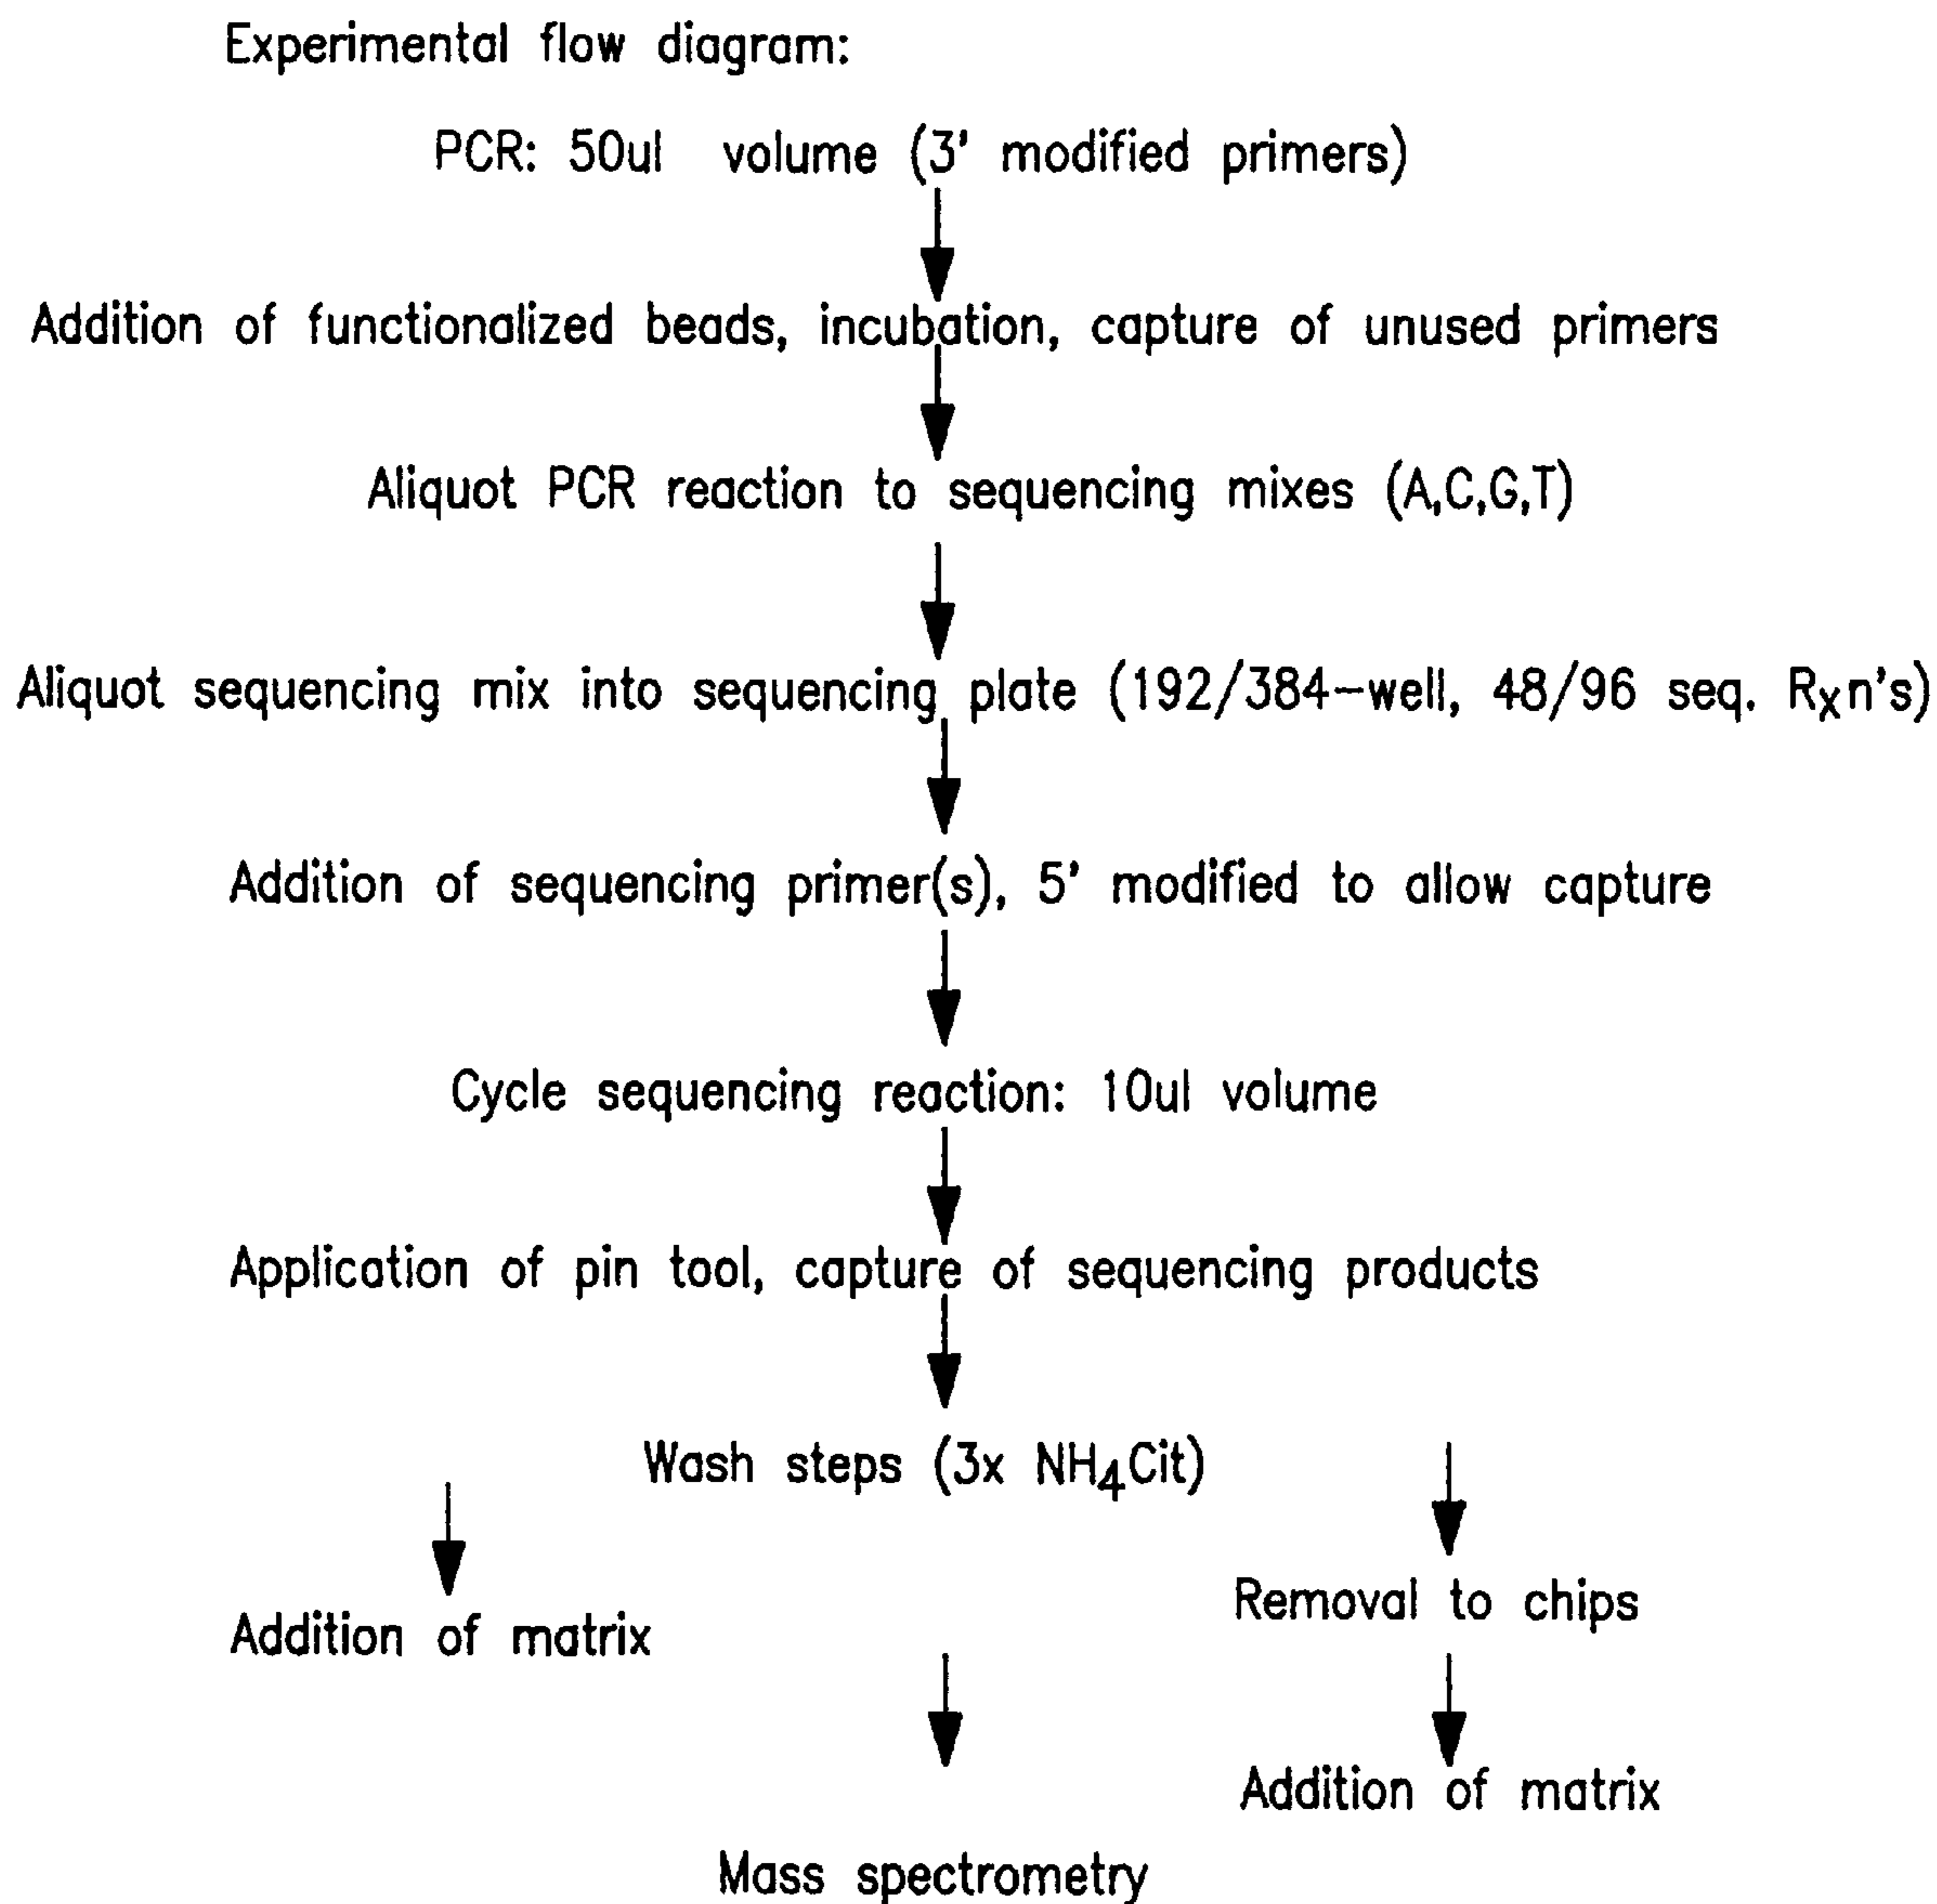 Experimental flow diagram:
PCR: 50ul volume (3' modified primers)
Addition of functionalized beads, incubation, capture of unused primers
Aliquot PCR reaction to sequencing mixes (A,C,G,T)
Aliquot sequencing mix into sequencing plate (192/384-well, 48/96 seq. Rxn's)
Addition of sequencing primer(s), 5' modified to allow capture
Cycle sequencing reaction: 10ul volume
Application of pin tool, capture of sequencing products
Wash steps (3x NH4Cit)
Removal to chips
Addition of matrix
Addition of matrix
Mass spectrometry